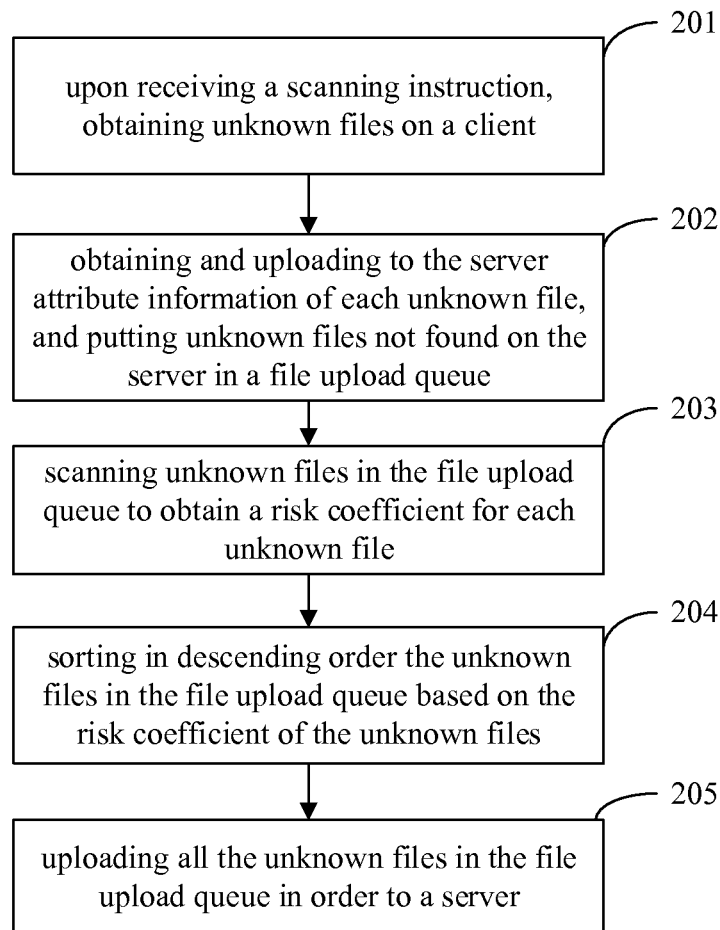 201
upon receiving a scanning instruction,
obtaining unknown files on a client
202
obtaining and uploading to the server
attribute information of each unknown file,
and putting unknown files not found on the
server in a file upload queue
203
scanning unknown files in the file upload
queue to obtain a risk coefficient for each
unknown file
204
sorting in descending order the unknown
files in the file upload queue based on the
risk coefficient of the unknown files
205
uploading all the unknown files in the file
upload queue in order to a server